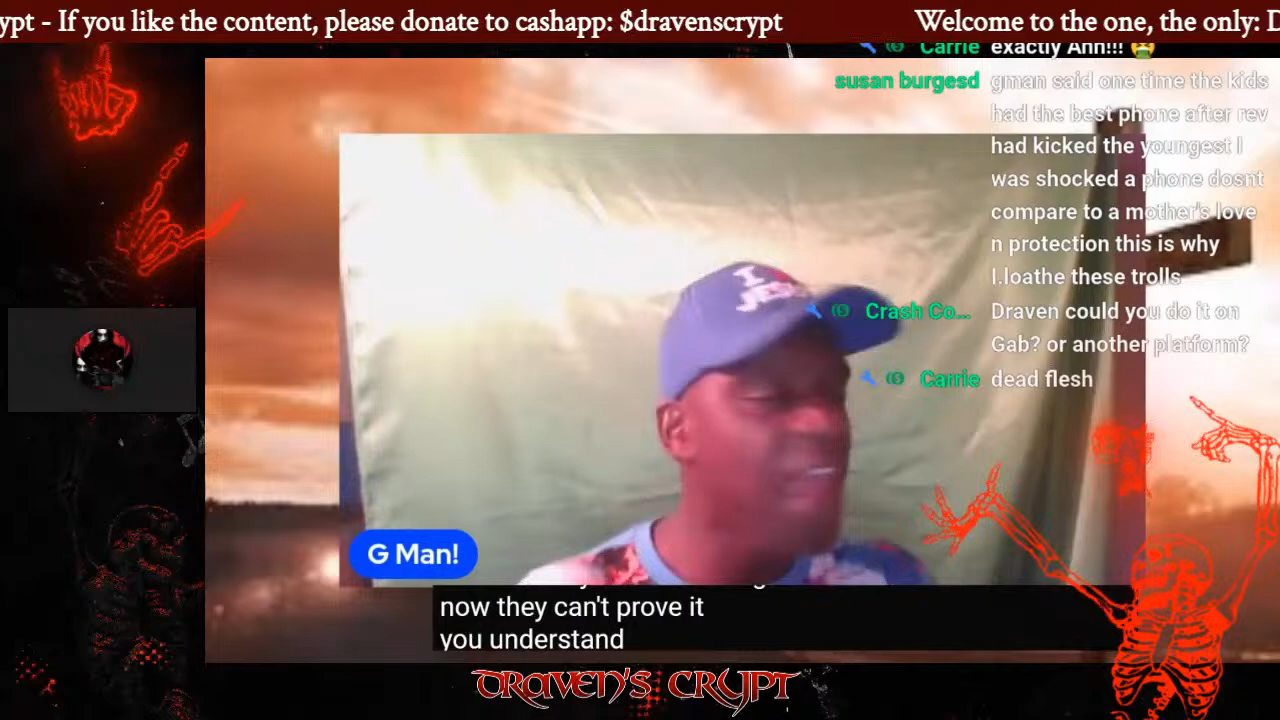 ypt - If you like the content, please donate to cashapp: $dravenscrypt
Welcome to the one, the only: D
Carrie exactly Ann!!! 🤮
susan burgesd gman said one time the kids
had the best phone after rev
had kicked the youngest I
was shocked a phone dosnt
compare to a mother's love
n protection this is why
I.loathe these trolls
Crash Co... Draven could you do it on
Gab? or another platform?
Carrie dead flesh
I
G Man!
now they can't prove it
you understand
DRAVEN'S CRYPT